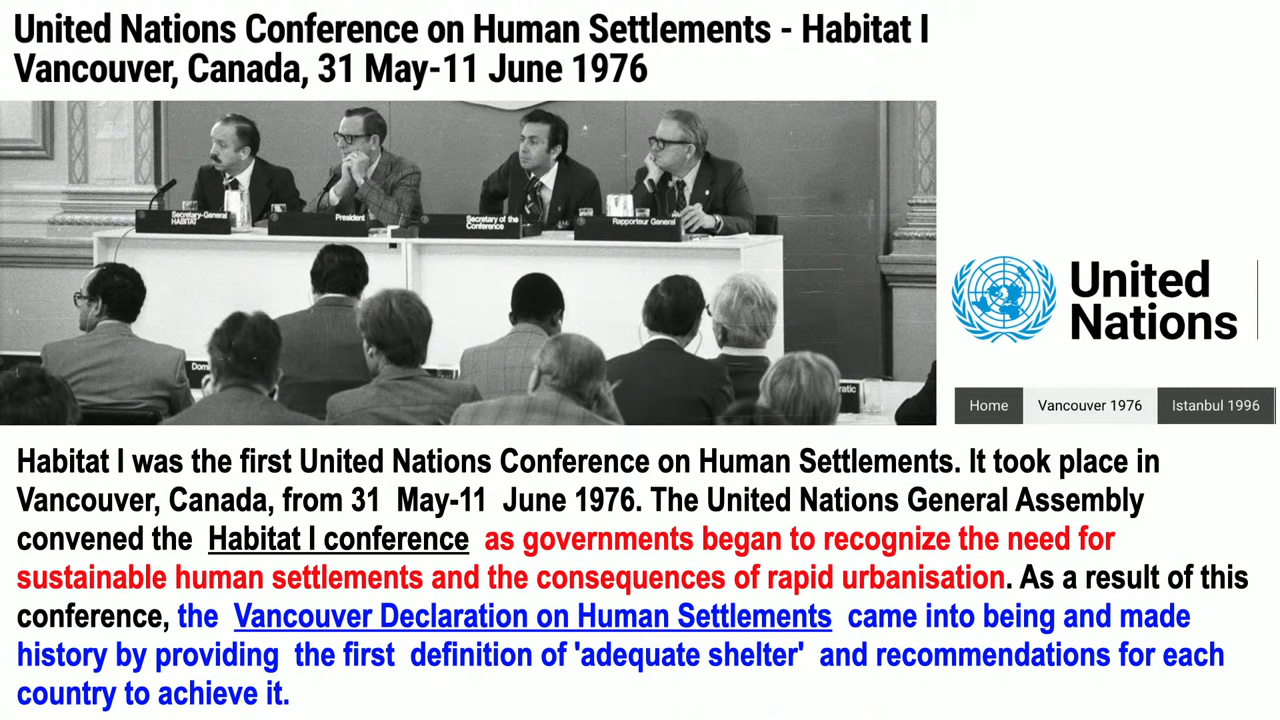 United Nations Conference on Human Settlements - Habitat I
Vancouver, Canada, 31 May-11 June 1976
Secretary-General
HABITAT
President
Secretary of the
Conference
Rapporteur General
United
Nations
Home Vancouver 1976 Istanbul 1996
Habitat I was the first United Nations Conference on Human Settlements. It took place in
Vancouver, Canada, from 31 May-11 June 1976. The United Nations General Assembly
convened the Habitat I conference as governments began to recognize the need for
sustainable human settlements and the consequences of rapid urbanisation. As a result of this
conference, the Vancouver Declaration on Human Settlements came into being and made
history by providing the first definition of 'adequate shelter' and recommendations for each
country to achieve it.